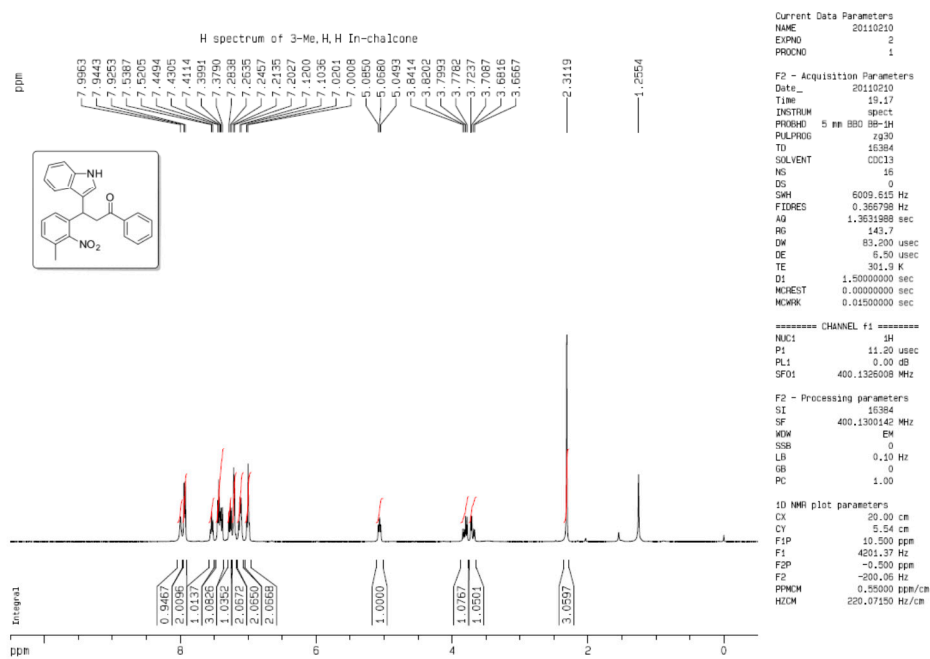 H spectrum of 3-Me, H, H In-chalcone
ppm
7.9963
7.9443
7.9253
7.5387
7.5205
7.4494
7.4305
7.4114
7.3991
7.3790
7.2838
7.2635
7.2457
7.2135
7.2027
7.1200
7.1036
7.0201
7.0008
5.0850
5.0680
5.0493
3.8414
3.8202
3.7993
3.7782
3.7237
3.7087
3.6816
3.6667
2.3119
1.2554
NH
O
NO2
Integral
0.9467
2.0096
1.0137
3.0826
1.0352
2.0672
2.0650
2.0668
1.0000
1.0767
1.0501
3.0597
ppm 8 6 4 2 0
Current Data Parameters
NAME 20110210
EXPNO 2
PROCNO 1
F2 - Acquisition Parameters
Date_ 20110210
Time 19.17
INSTRUM spect
PROBHD 5 mm BBO BB-1H
PULPROG zg30
TD 16384
SOLVENT CDCl3
NS 16
DS 0
SWH 6009.615 Hz
FIDRES 0.366798 Hz
AQ 1.3631988 sec
RG 143.7
DW 83.200 usec
DE 6.50 usec
TE 301.9 K
D1 1.50000000 sec
MCREST 0.00000000 sec
MCWRK 0.01500000 sec
======== CHANNEL f1 ========
NUC1 1H
P1 11.20 usec
PL1 0.00 dB
SFO1 400.1326008 MHz
F2 - Processing parameters
SI 16384
SF 400.1300142 MHz
WDW EM
SSB 0
LB 0.10 Hz
GB 0
PC 1.00
1D NMR plot parameters
CX 20.00 cm
CY 5.54 cm
F1P 10.500 ppm
F1 4201.37 Hz
F2P -0.500 ppm
F2 -200.06 Hz
PPMCM 0.55000 ppm/cm
HZCM 220.07150 Hz/cm